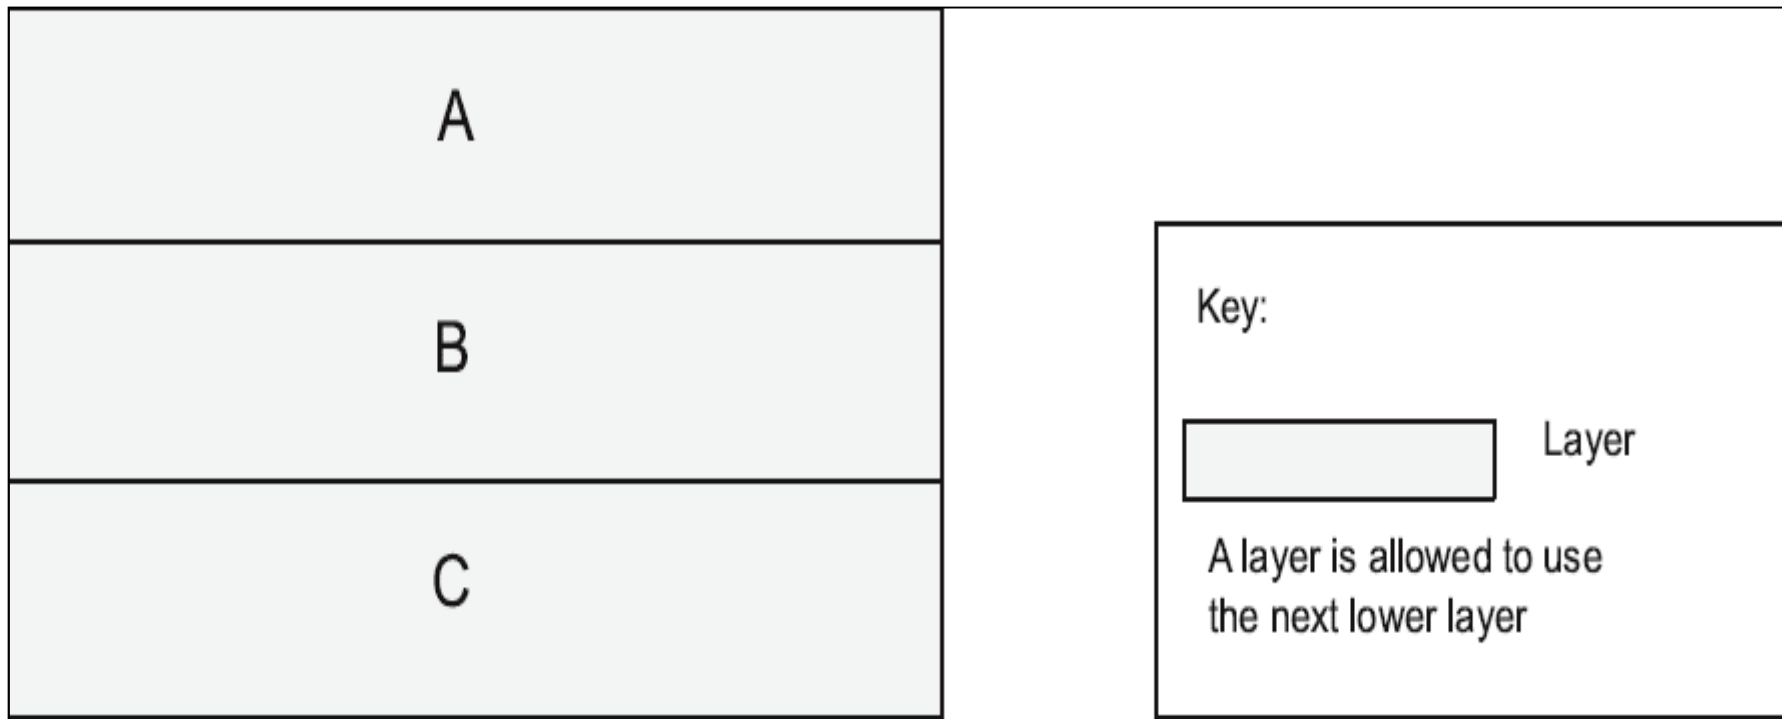 A
B
C
Key:
Layer
A layer is allowed to use
the next lower layer